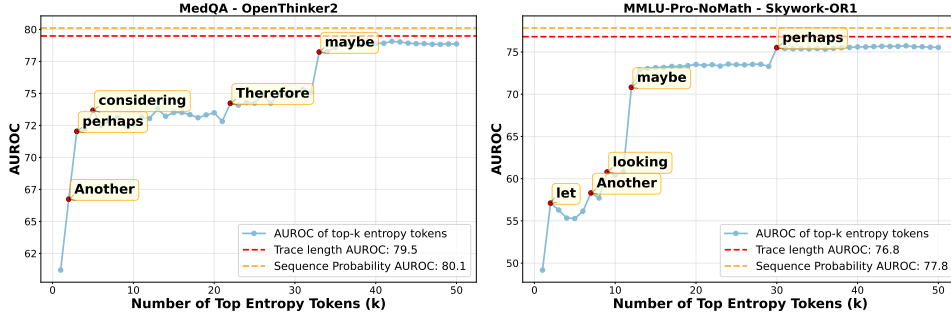 MedQA - OpenThinker2
AUROC
80
77
75
72
70
67
65
62
maybe
considering
Therefore
perhaps
Another
AUROC of top-k entropy tokens
Trace length AUROC: 79.5
Sequence Probability AUROC: 80.1
0 10 20 30 40 50
Number of Top Entropy Tokens (k)
MMLU-Pro-NoMath - Skywork-OR1
AUROC
75
70
65
60
55
50
perhaps
maybe
looking
Another
let
AUROC of top-k entropy tokens
Trace length AUROC: 76.8
Sequence Probability AUROC: 77.8
0 10 20 30 40 50
Number of Top Entropy Tokens (k)